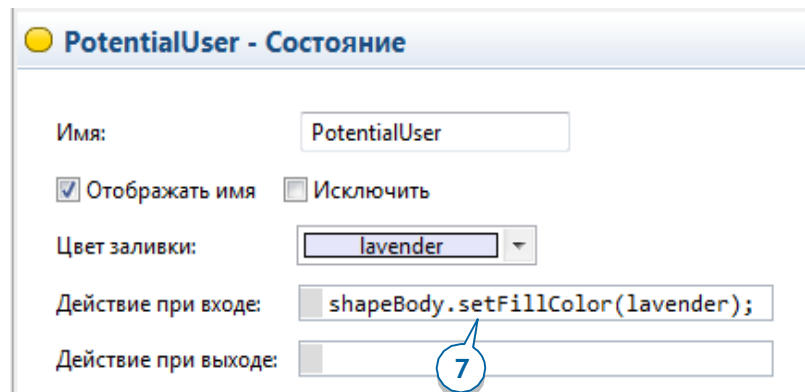 PotentialUser - Состояние
Имя: PotentialUser
Отображать имя Исключить
Цвет заливки: lavender
Действие при входе: shapeBody.setFillColor(lavender);
Действие при выходе:
7